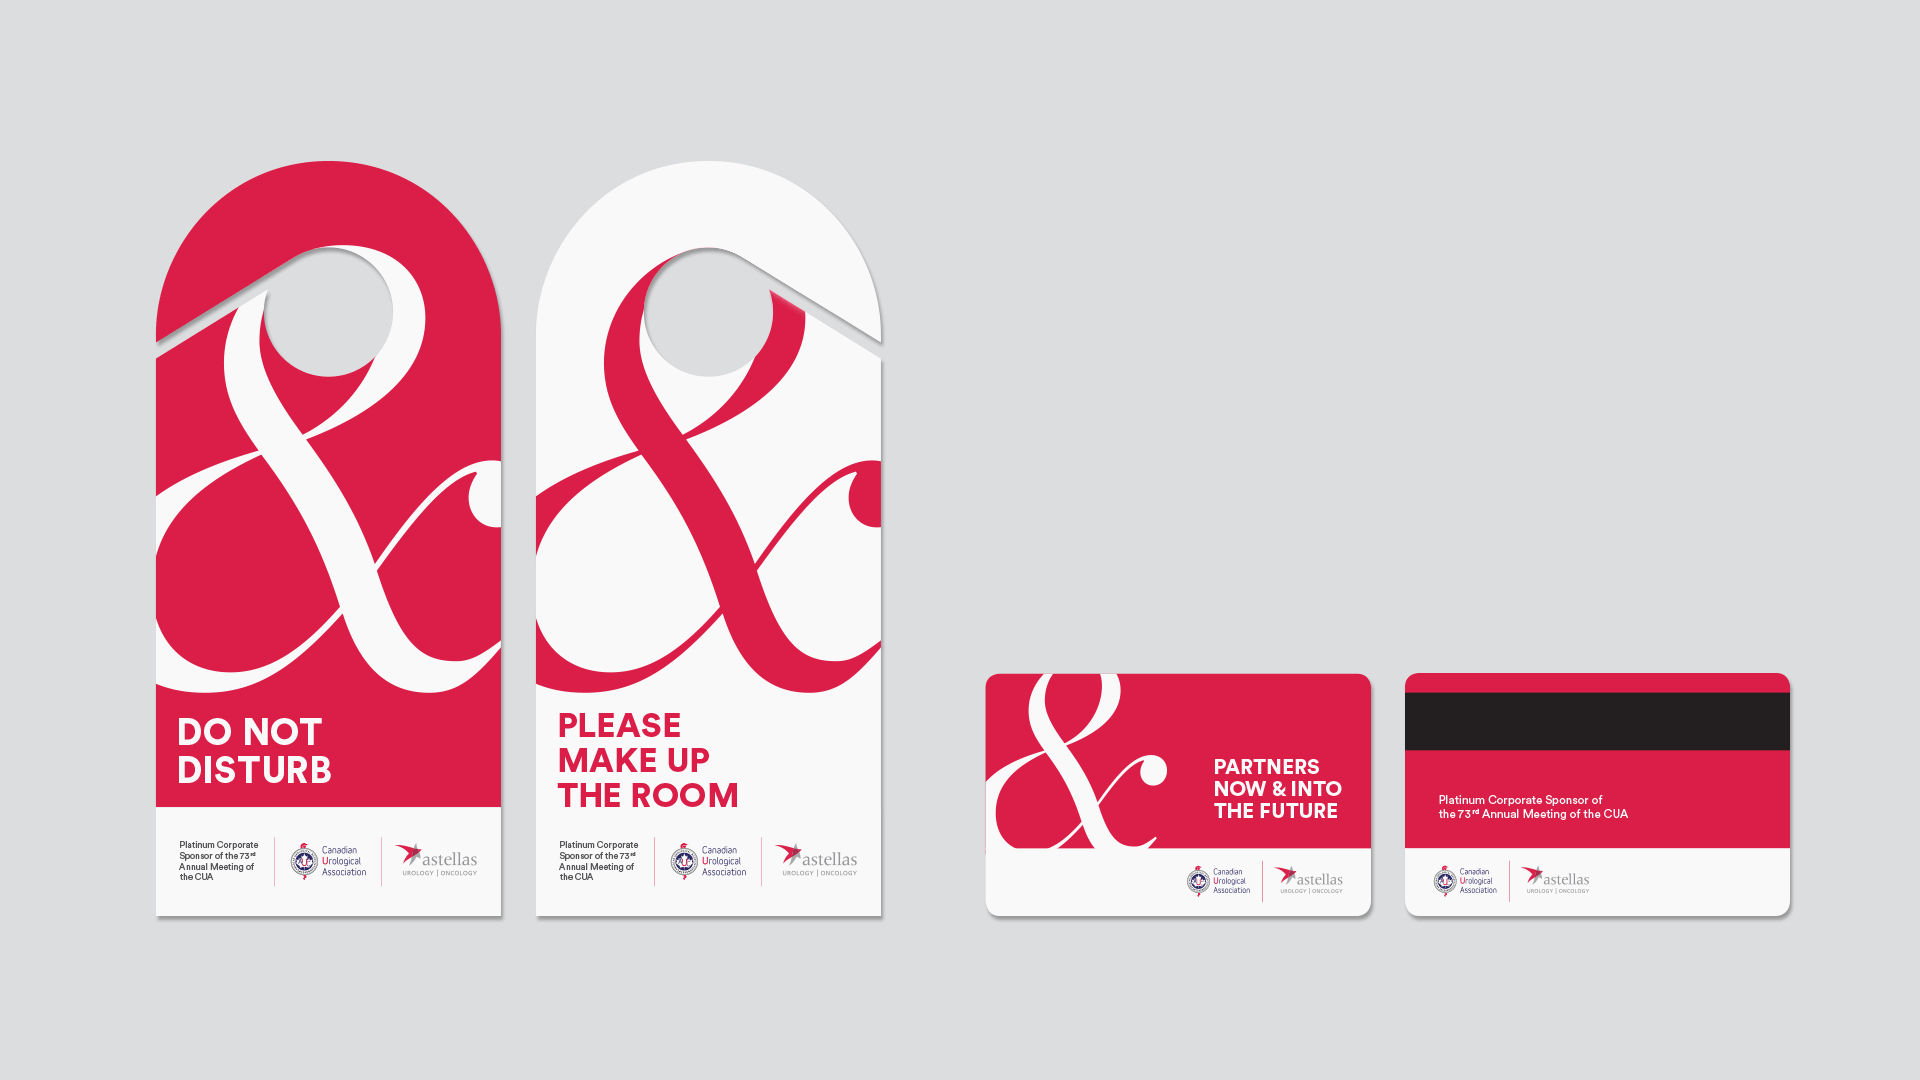 &
DO NOT
DISTURB
Platinum Corporate
Sponsor of the 73rd
Annual Meeting of
the CUA
Canadian
Urological
Association
astellas
UROLOGY | ONCOLOGY
&
PLEASE
MAKE UP
THE ROOM
Platinum Corporate
Sponsor of the 73rd
Annual Meeting of
the CUA
Canadian
Urological
Association
astellas
UROLOGY | ONCOLOGY
&
PARTNERS
NOW & INTO
THE FUTURE
Canadian
Urological
Association
astellas
UROLOGY | ONCOLOGY
Platinum Corporate Sponsor of
the 73rd Annual Meeting of the CUA
Canadian
Urological
Association
astellas
UROLOGY | ONCOLOGY